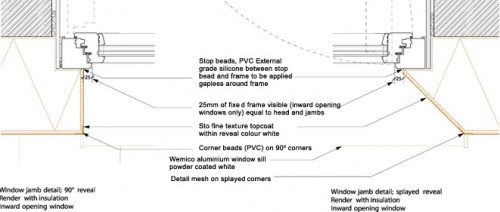 Stop beads, PVC External
grade silicone between stop
bead and frame to be applied
gapless around frame
25
25
25mm of fixed frame visible (inward opening
windows only) equal to head and jambs
Sto fine texture topcoat
within reveal colour white
Corner beads (PVC) on 90º corners
Wemico aluminium window sill
powder coated white
Detail mesh on splayed corners
Window jamb detail; 90° reveal
Render with insulation
Inward opening window
Window jamb detail; splayed reveal
Render with insulation
Inward opening window